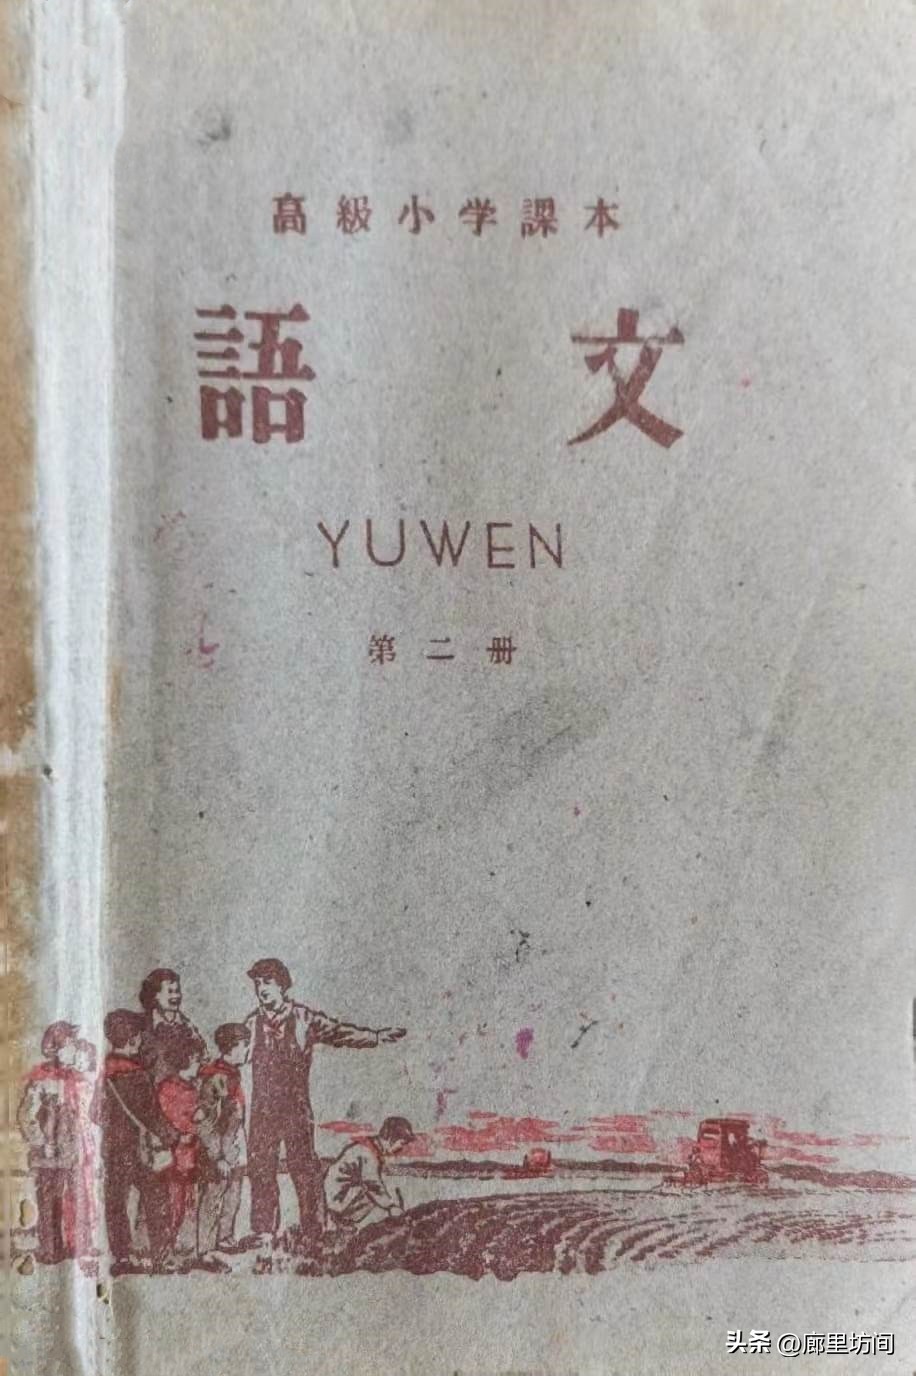 高級小学課本
語文
YUWEN
第二册
头条 @廊里坊间